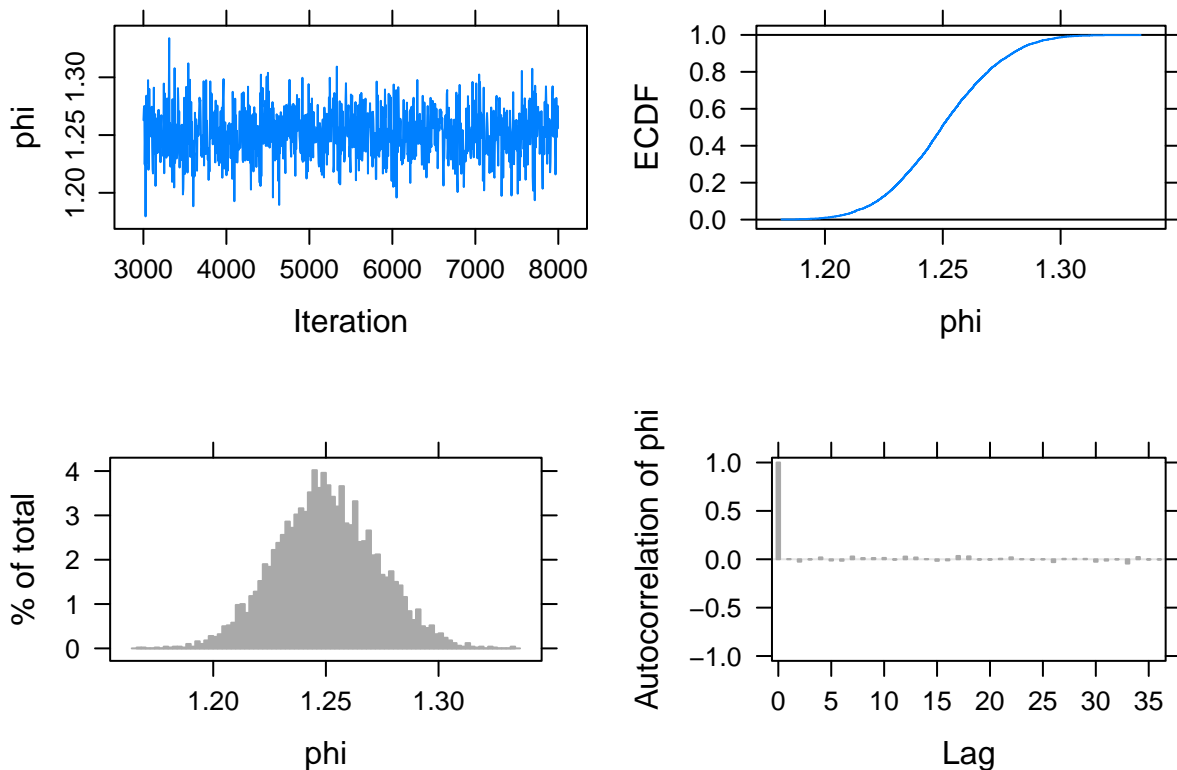 phi
1.20 1.25 1.30
3000 4000 5000 6000 7000 8000
Iteration
ECDF
1.0
0.8
0.6
0.4
0.2
0.0
1.20 1.25 1.30
phi
% of total
4
3
2
1
0
1.20 1.25 1.30
phi
Autocorrelation of phi
1.0
0.5
0.0
−0.5
−1.0
0 5 10 15 20 25 30 35
Lag